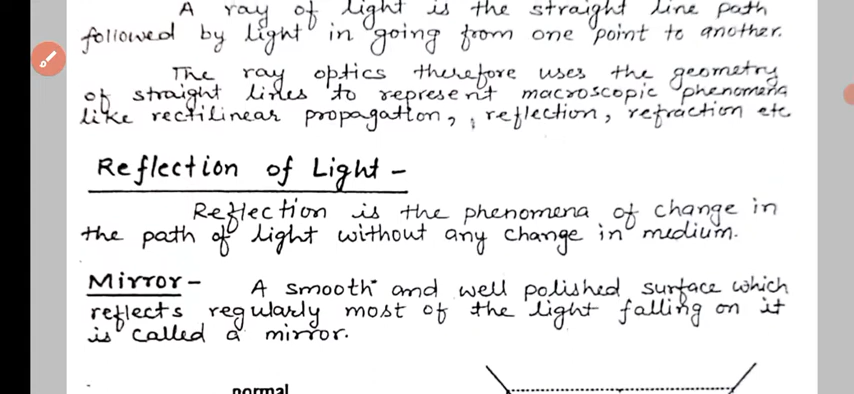 A ray of light is the straight line path
followed by light in going from one point to another.
The ray optics therefore uses the geometry
of straight lines to represent macroscopic phenomena
like rectilinear propagation, reflection, refraction etc
Reflection of Light -
Reflection is the phenomena of change in
the path of light without any change in medium.
Mirror - A smooth and well polished surface which
reflects regularly most of the light falling on it
is called a mirror.
normal